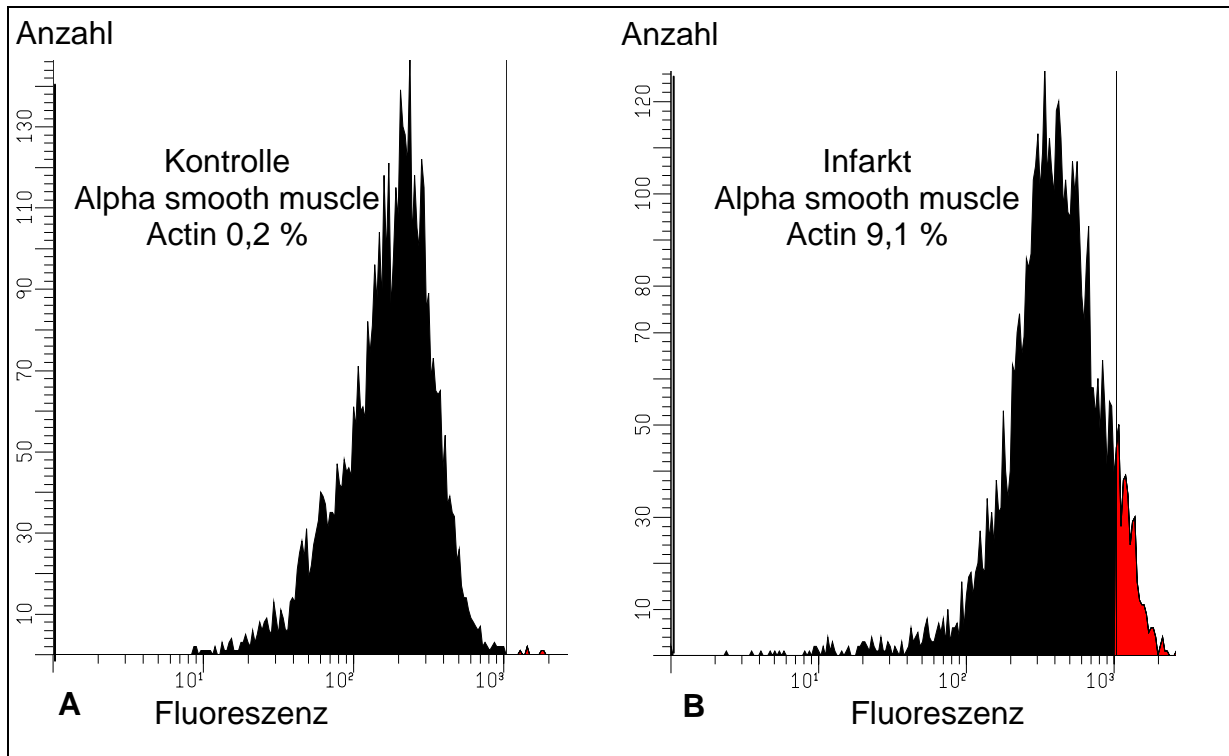 Anzahl
Kontrolle
Alpha smooth muscle
Actin 0,2 %
130
110
90
70
50
30
10
10¹ 10² 10³
A
Fluoreszenz
Anzahl
Infarkt
Alpha smooth muscle
Actin 9,1 %
120
100
80
70
50
30
10
10¹ 10² 10³
B
Fluoreszenz